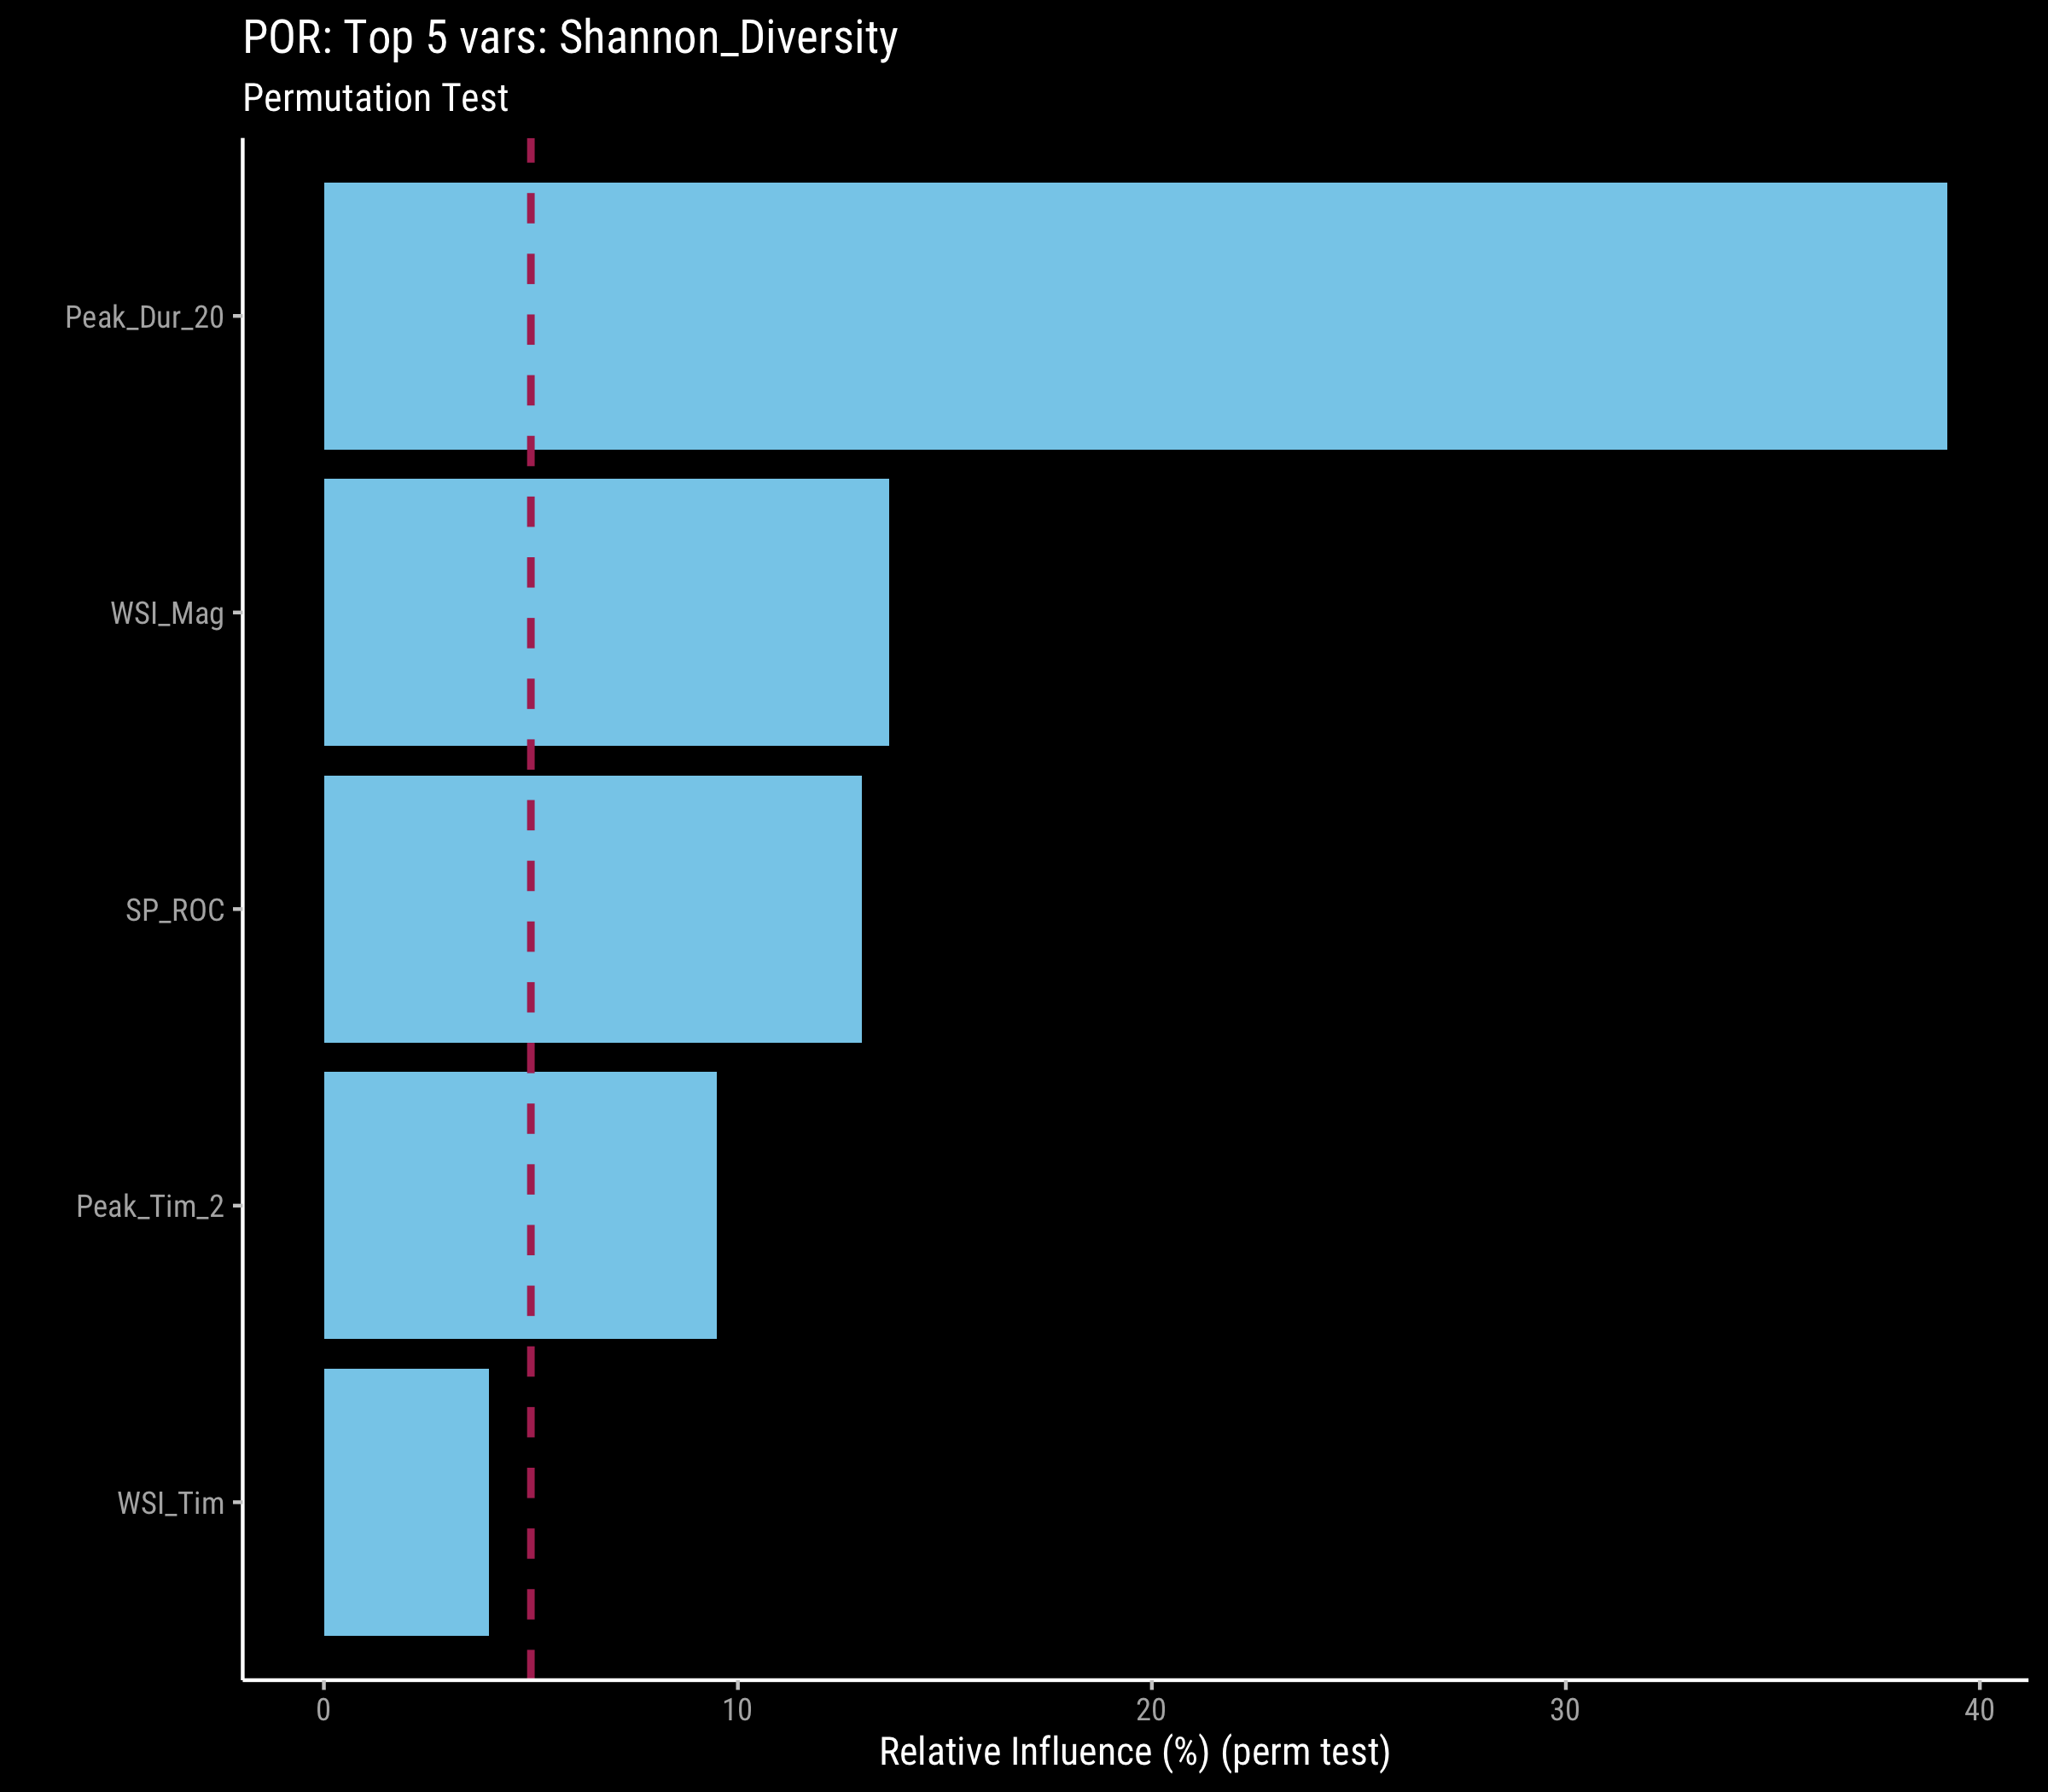 POR: Top 5 vars: Shannon_Diversity
Permutation Test
Peak_Dur_20
WSI_Mag
SP_ROC
Peak_Tim_2
WSI_Tim
0 10 20 30 40
Relative Influence (%) (perm test)